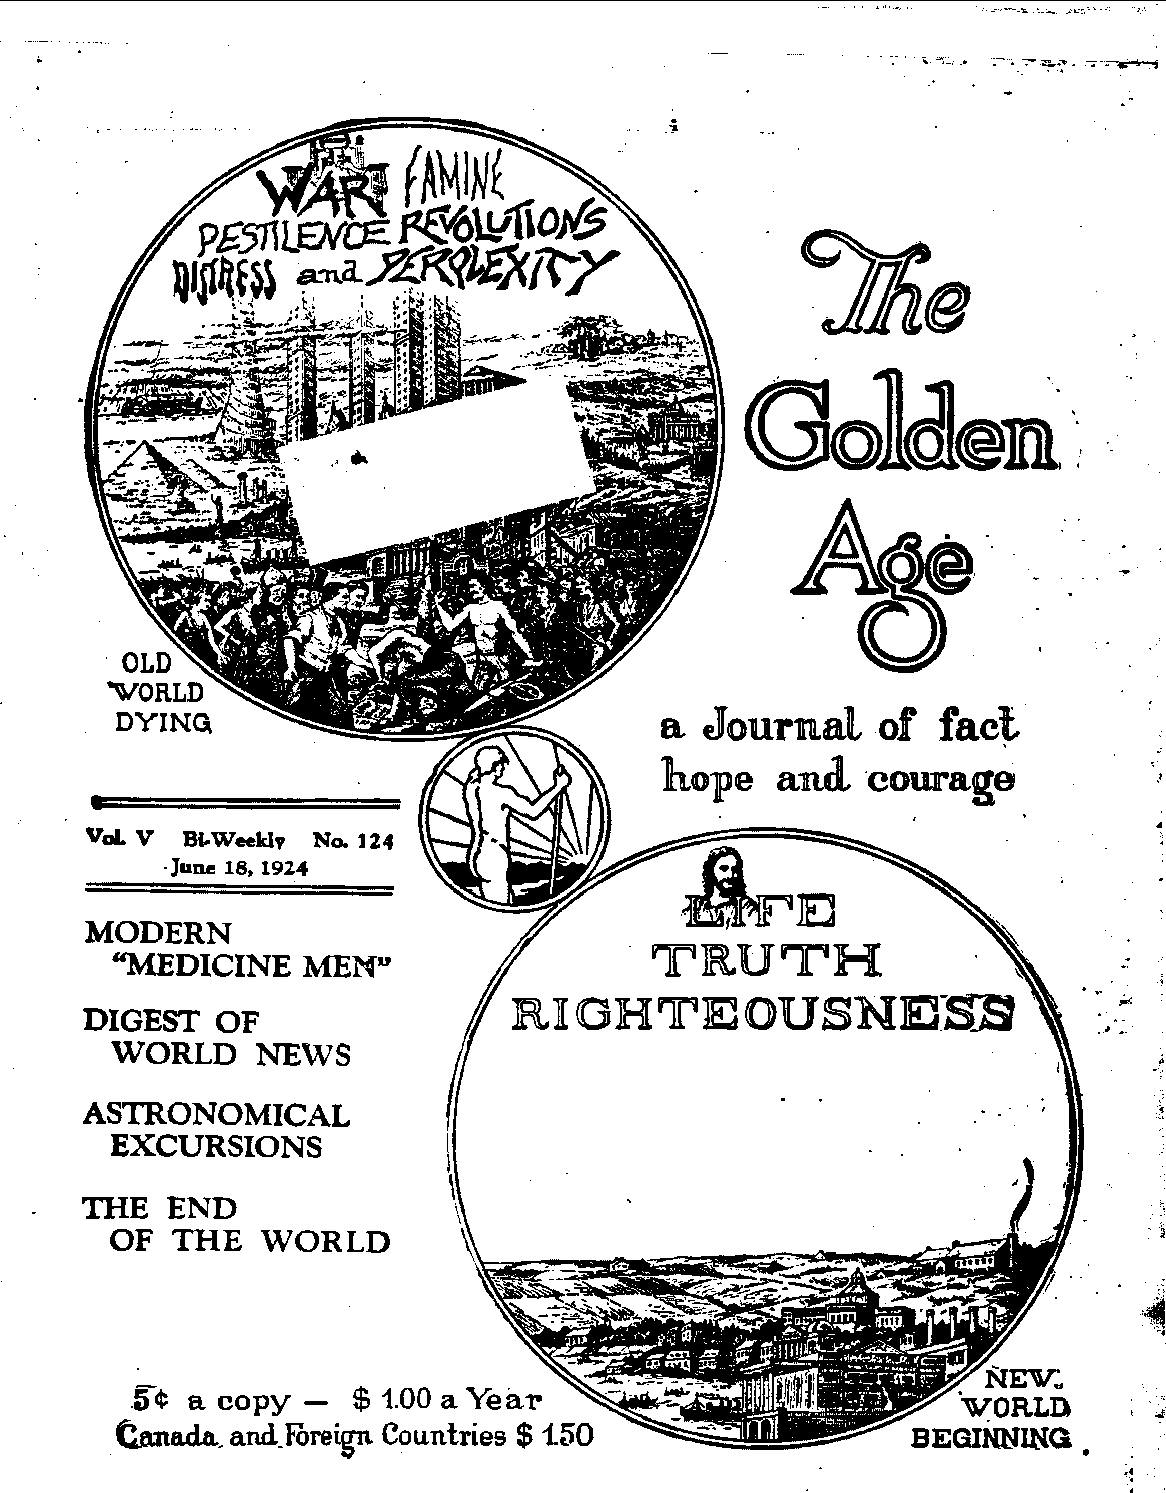 WAR FAMINE
PESTILENCE REVOLUTIONS
DISTRESS and PERPLEXITY
The
Golden
Age
OLD
WORLD
DYING
a Journal of fact
hope and courage
Vol. V Bi-Weekly No. 124
June 18, 1924
MODERN
"MEDICINE MEN"
DIGEST OF
WORLD NEWS
ASTRONOMICAL
EXCURSIONS
THE END
OF THE WORLD
LIFE
TRUTH
RIGHTEOUSNESS
5¢ a copy — $ 1.00 a Year
Canada and Foreign Countries $ 1.50
NEW
WORLD
BEGINNING